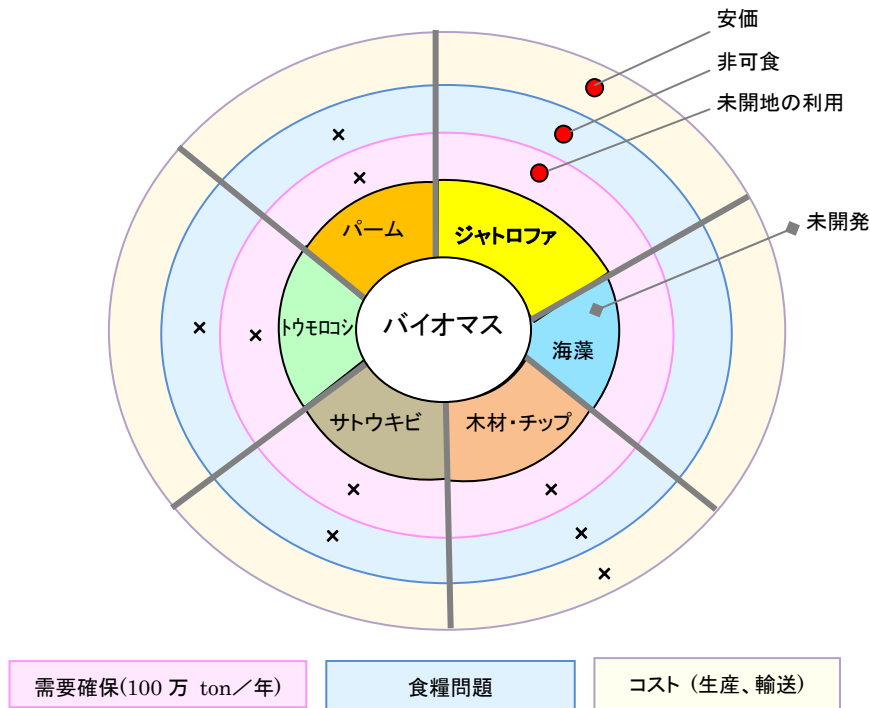 安価
非可食
未開地の利用
未開発
パーム
ジャトロファ
トウモロコシ
バイオマス
海藻
サトウキビ
木材・チップ
×
×
×
×
×
×
×
×
×
需要確保(100 万 ton/年)
食糧問題
コスト (生産、輸送)